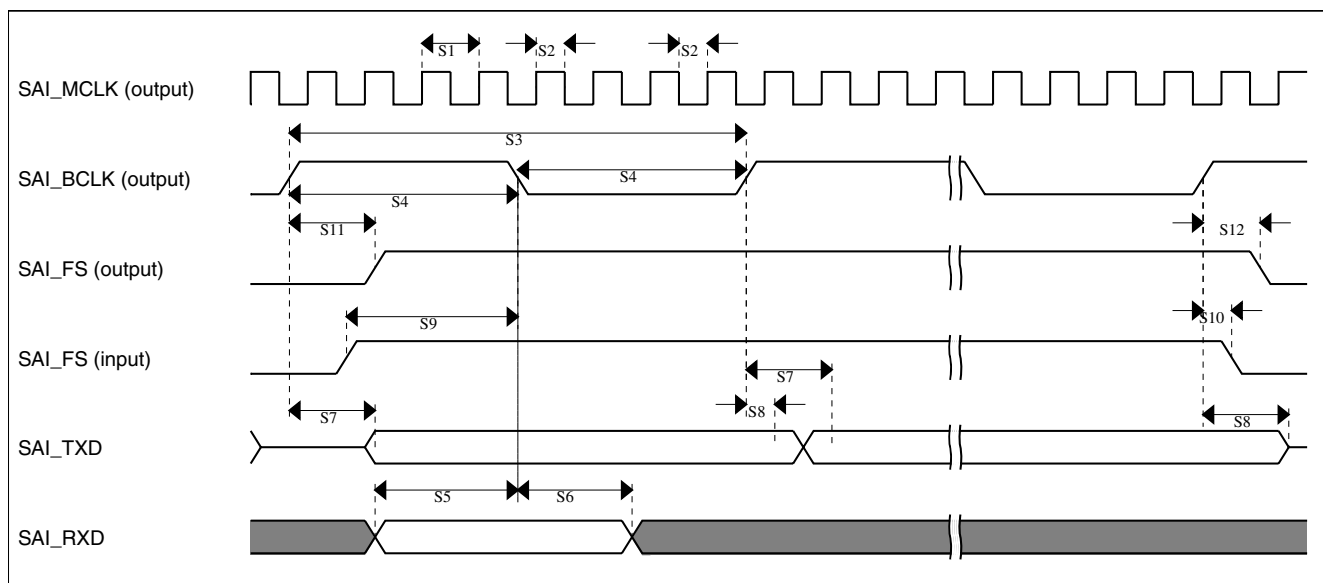 S1 S2 S2
SAI_MCLK (output)
S3
SAI_BCLK (output)
S4
S4
S11 S12
SAI_FS (output)
S9 S10
SAI_FS (input)
S7
S7 S8 S8
SAI_TXD
S5 S6
SAI_RXD